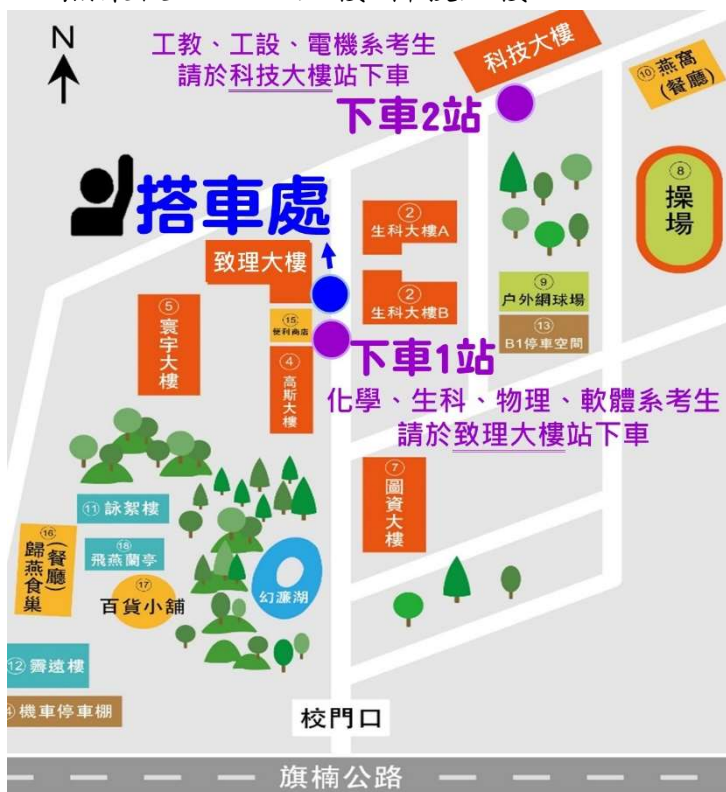 N
工教、工設、電機系考生
請於科技大樓站下車
科技大樓
⑩燕窩
(餐廳)
下車2站
⑧
操場
搭車處
②
生科大樓A
致理大樓
⑨
户外網球場
②
生科大樓B
⑬
B1停車空間
⑤
寰宇大樓
⑮
便利商店
下車1站
④
高斯大樓
化學、生科、物理、軟體系考生
請於致理大樓站下車
⑦
圖資大樓
⑪詠絮樓
⑯
歸燕食巢
(餐廳)
⑱
飛燕蘭亭
⑰
百貨小舖
幻濂湖
⑫霽遠樓
機車停車棚
校門口
旗楠公路